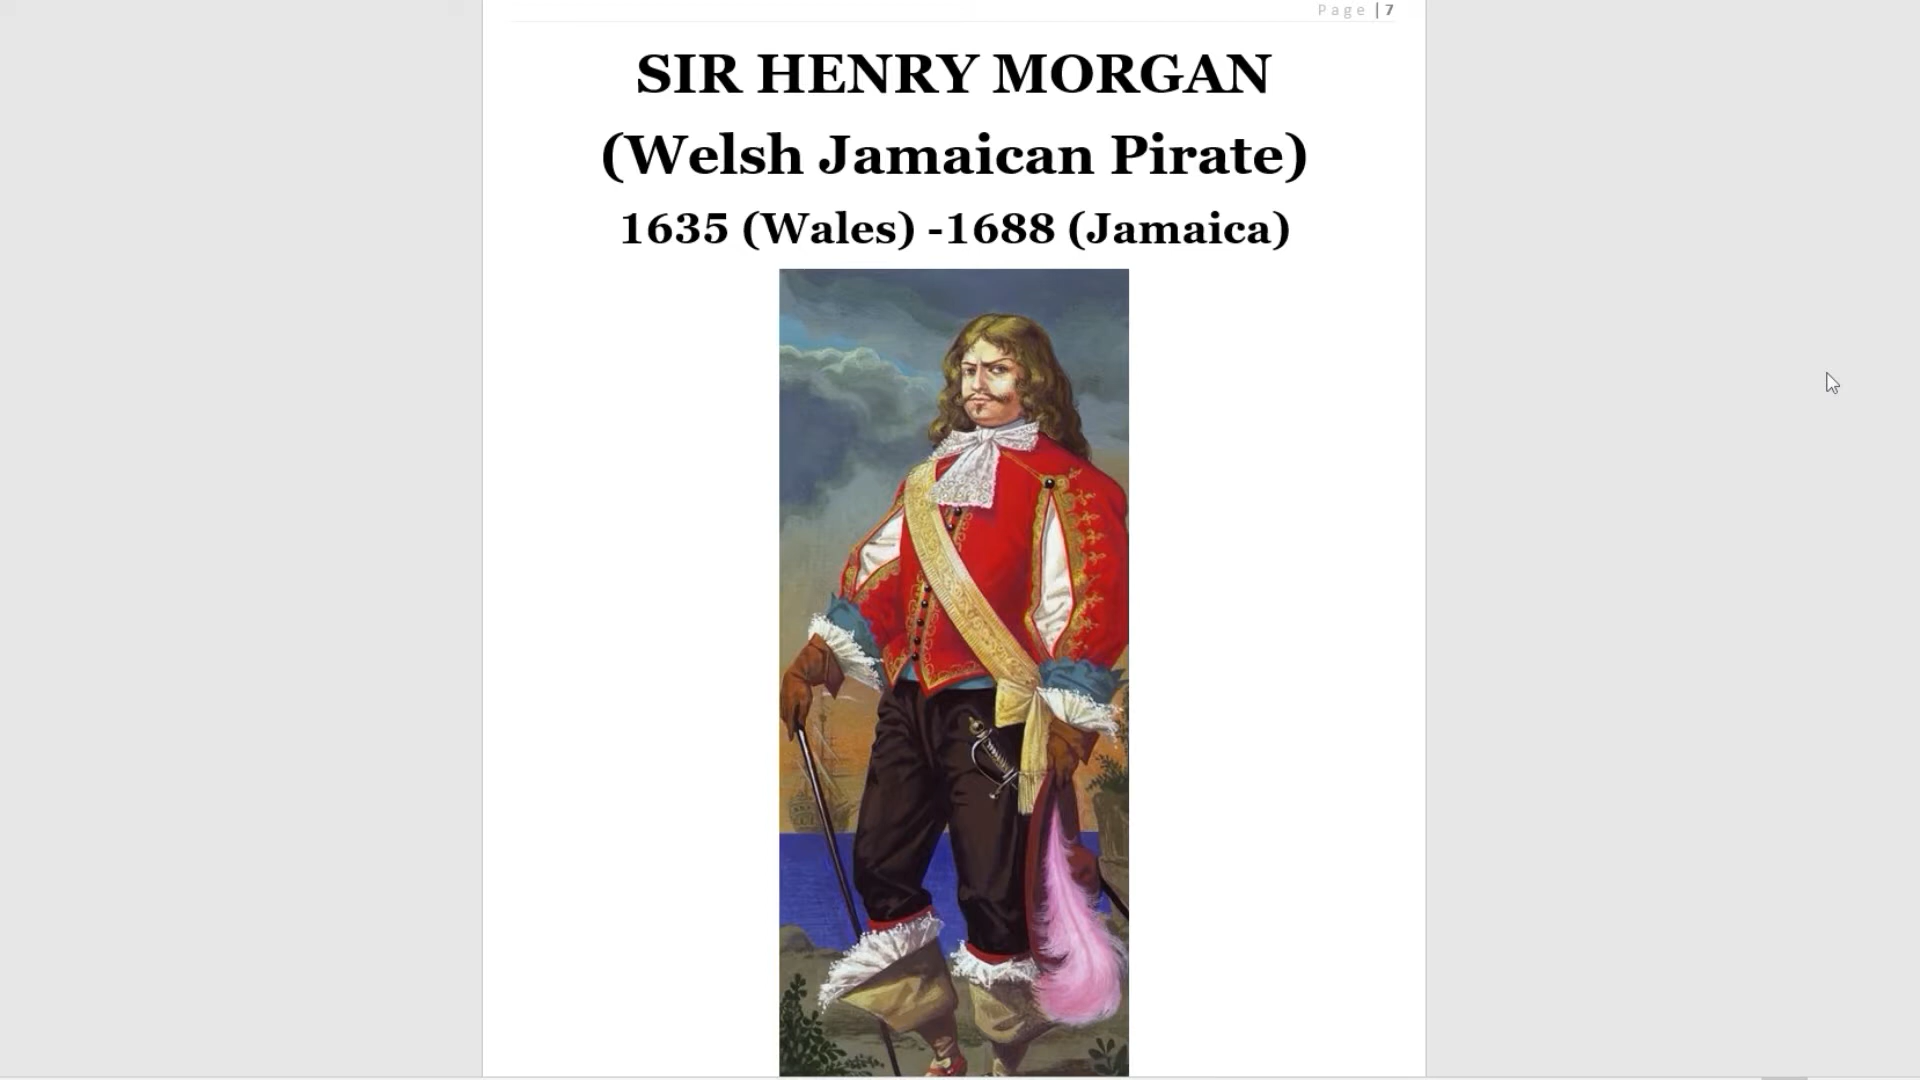 Page | 7
SIR HENRY MORGAN
(Welsh Jamaican Pirate)
1635 (Wales) -1688 (Jamaica)